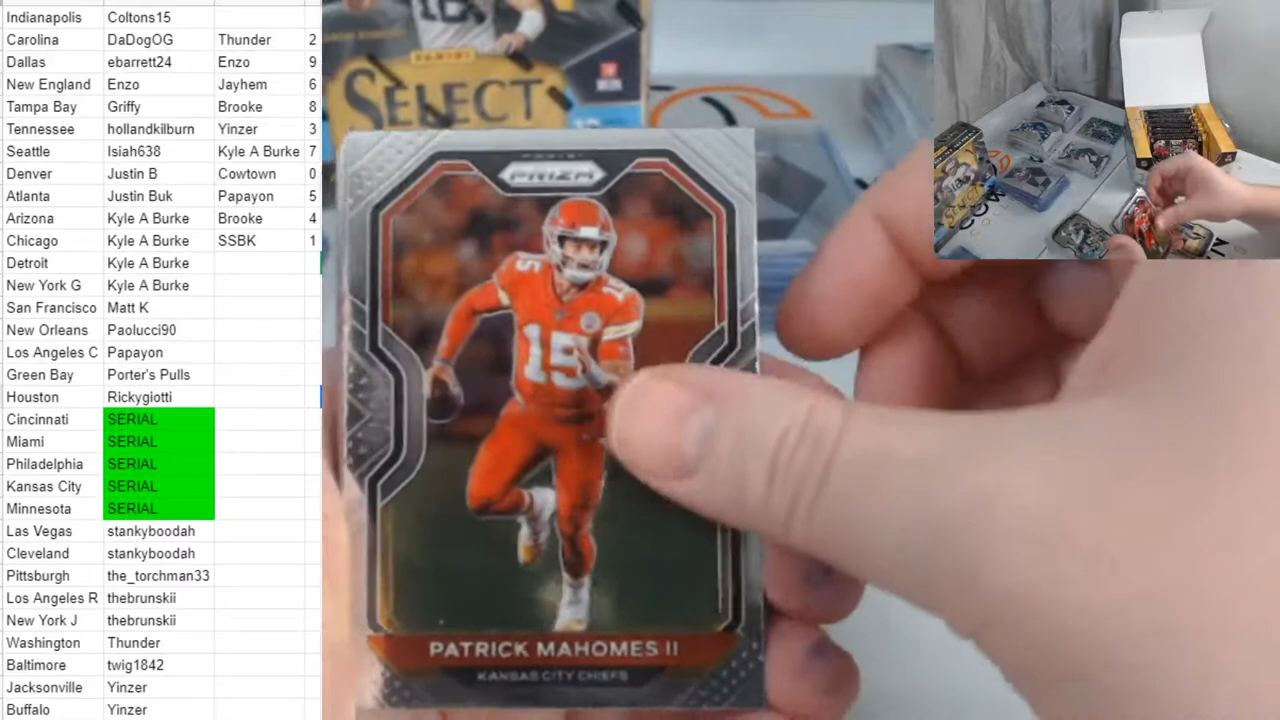 Indianapolis Coltons15
Carolina DaDogOG Thunder 2
Dallas ebarrett24 Enzo 9
New England Enzo Jayhem 6
Tampa Bay Griffy Brooke 8
Tennessee hollandkilburn Yinzer 3
Seattle Isiah638 Kyle A Burke 7
Denver Justin B Cowtown 0
Atlanta Justin Buk Papayon 5
Arizona Kyle A Burke Brooke 4
Chicago Kyle A Burke SSBK 1
Detroit Kyle A Burke
New York G Kyle A Burke
San Francisco Matt K
New Orleans Paolucci90
Los Angeles C Papayon
Green Bay Porter's Pulls
Houston Rickygiotti
Cincinnati SERIAL
Miami SERIAL
Philadelphia SERIAL
Kansas City SERIAL
Minnesota SERIAL
Las Vegas stankyboodah
Cleveland stankyboodah
Pittsburgh the_torchman33
Los Angeles R thebrunskii
New York J thebrunskii
Washington Thunder
Baltimore twig1842
Jacksonville Yinzer
Buffalo Yinzer
PANINI
SELECT
PRIZM
15
15
PATRICK MAHOMES II
KANSAS CITY CHIEFS